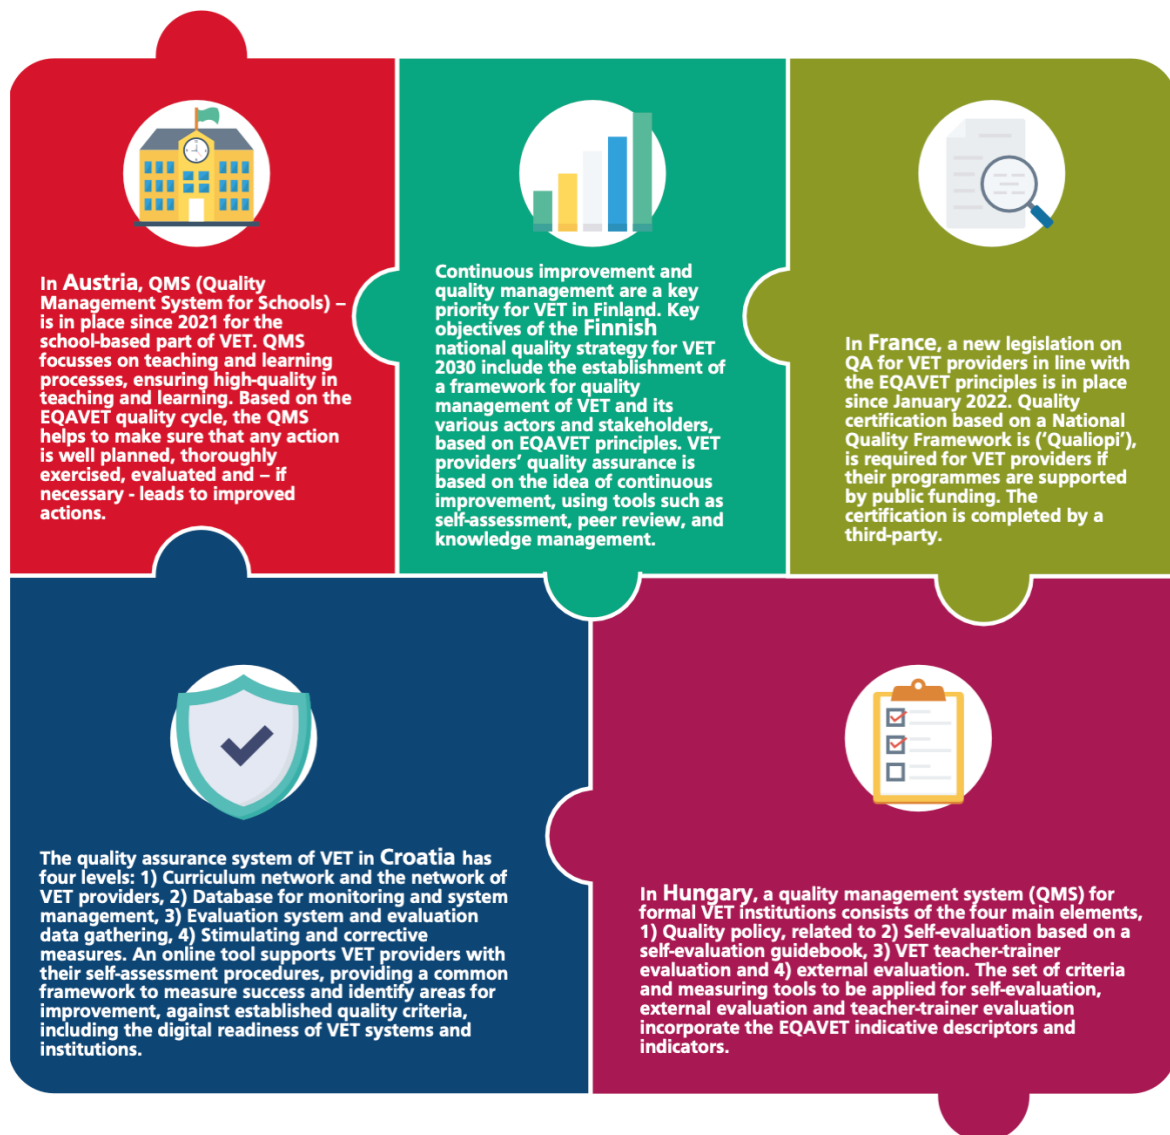 In Austria, QMS (Quality
Management System for Schools) –
is in place since 2021 for the
school-based part of VET. QMS
focusses on teaching and learning
processes, ensuring high-quality in
teaching and learning. Based on the
EQAVET quality cycle, the QMS
helps to make sure that any action
is well planned, thoroughly
exercised, evaluated and – if
necessary - leads to improved
actions.
Continuous improvement and
quality management are a key
priority for VET in Finland. Key
objectives of the Finnish
national quality strategy for VET
2030 include the establishment of
a framework for quality
management of VET and its
various actors and stakeholders,
based on EQAVET principles. VET
providers’ quality assurance is
based on the idea of continuous
improvement, using tools such as
self-assessment, peer review, and
knowledge management.
In France, a new legislation on
QA for VET providers in line with
the EQAVET principles is in place
since January 2022. Quality
certification based on a National
Quality Framework is (‘Qualiopi’),
is required for VET providers if
their programmes are supported
by public funding. The
certification is completed by a
third-party.
The quality assurance system of VET in Croatia has
four levels: 1) Curriculum network and the network of
VET providers, 2) Database for monitoring and system
management, 3) Evaluation system and evaluation
data gathering, 4) Stimulating and corrective
measures. An online tool supports VET providers with
their self-assessment procedures, providing a common
framework to measure success and identify areas for
improvement, against established quality criteria,
including the digital readiness of VET systems and
institutions.
In Hungary, a quality management system (QMS) for
formal VET institutions consists of the four main elements,
1) Quality policy, related to 2) Self-evaluation based on a
self-evaluation guidebook, 3) VET teacher-trainer
evaluation and 4) external evaluation. The set of criteria
and measuring tools to be applied for self-evaluation,
external evaluation and teacher-trainer evaluation
incorporate the EQAVET indicative descriptors and
indicators.